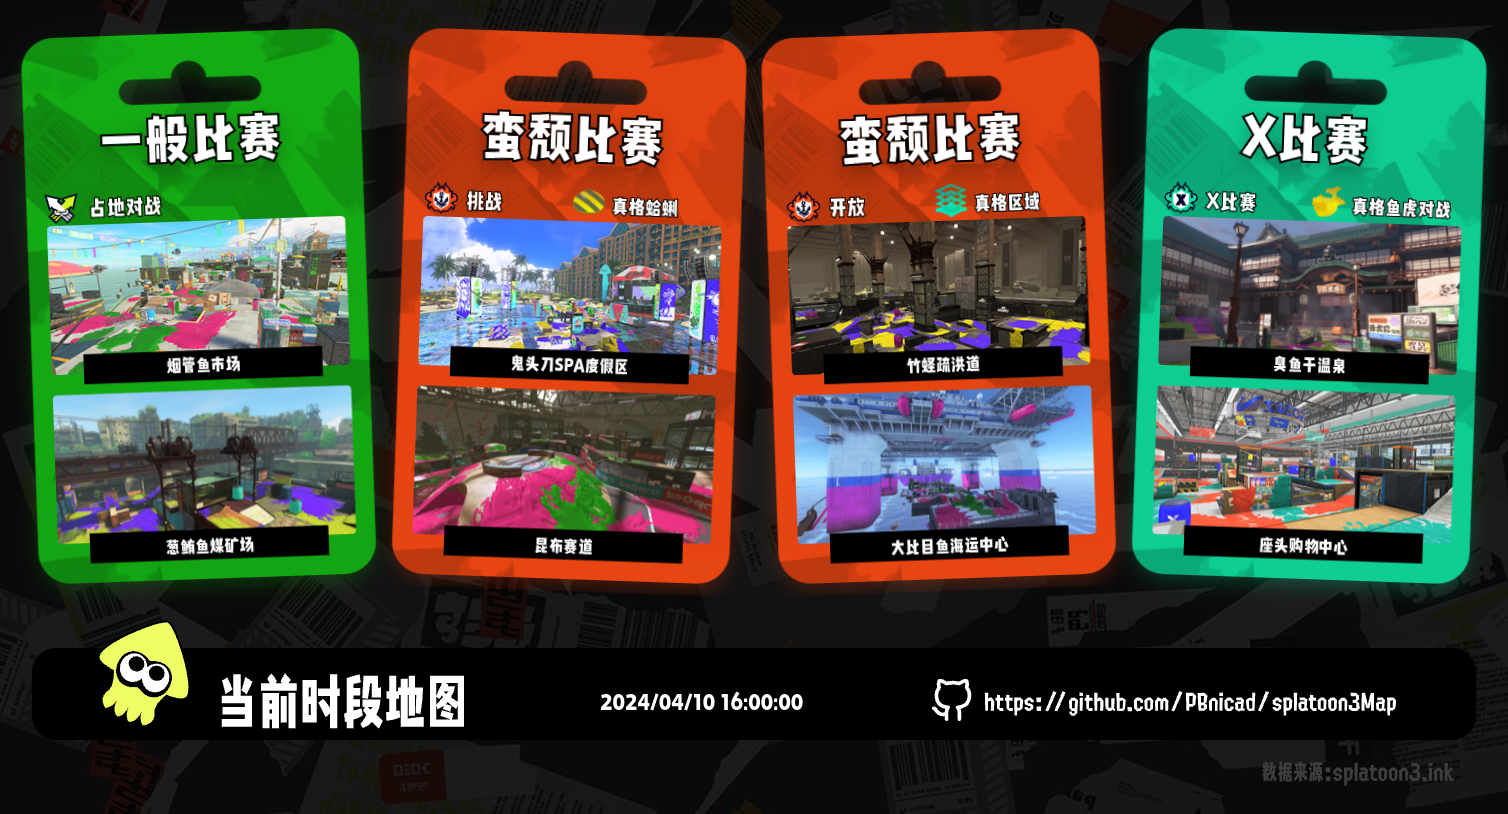 一般比赛
占地对战
烟管鱼市场
葱鲔鱼煤矿场
蛮颓比赛
挑战
真格蛤蜊
鬼头刀SPA度假区
昆布赛道
蛮颓比赛
开放
真格区域
竹蛏疏洪道
大比目鱼海运中心
X比赛
X比赛
真格鱼虎对战
臭鱼干温泉
座头购物中心
当前时段地图
2024/04/10 16:00:00
https://github.com/PBnicad/splatoon3Map
数据来源:splatoon3.ink